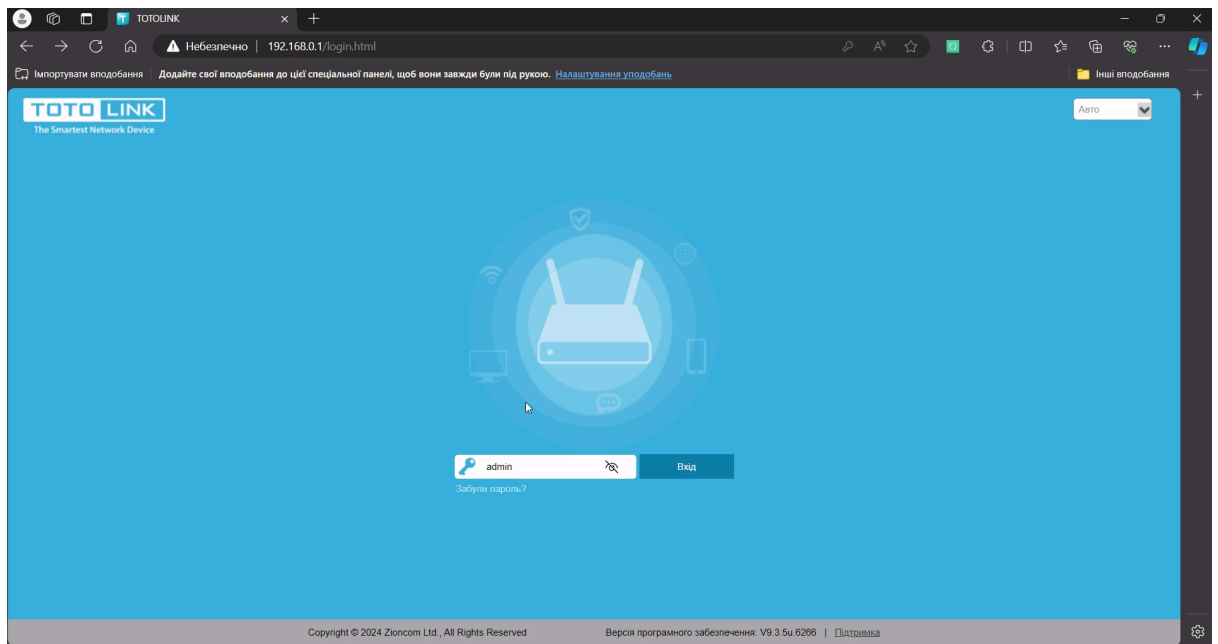 TOTOLINK
Небезпечно | 192.168.0.1/login.html
Імпортувати вподобання Додайте свої вподобання до цієї спеціальної панелі, щоб вони завжди були під рукою. Налаштування уподобань Інші вподобання
TOTO LINK
The Smartest Network Device
Авто
admin Вхід
Забули пароль?
Copyright © 2024 Zioncom Ltd., All Rights Reserved Версія програмного забезпечення: V9.3.5u.6266 | Підтримка